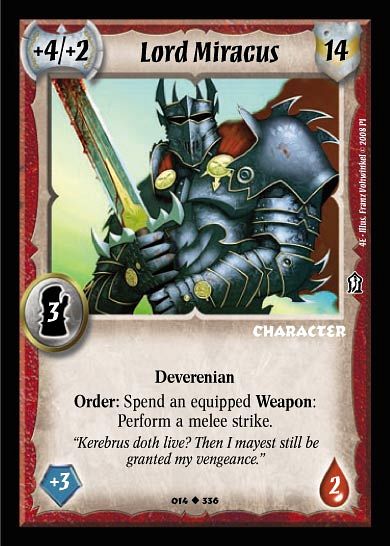 +4/+2
Lord Miracus
14
4E - Illus. Franz Vohwinkel © 2008 PI
3
CHARACTER
Deverenian
Order: Spend an equipped Weapon:
Perform a melee strike.
“Kerebrus doth live? Then I mayest still be
granted my vengeance.”
+3
014 ◆ 336
2